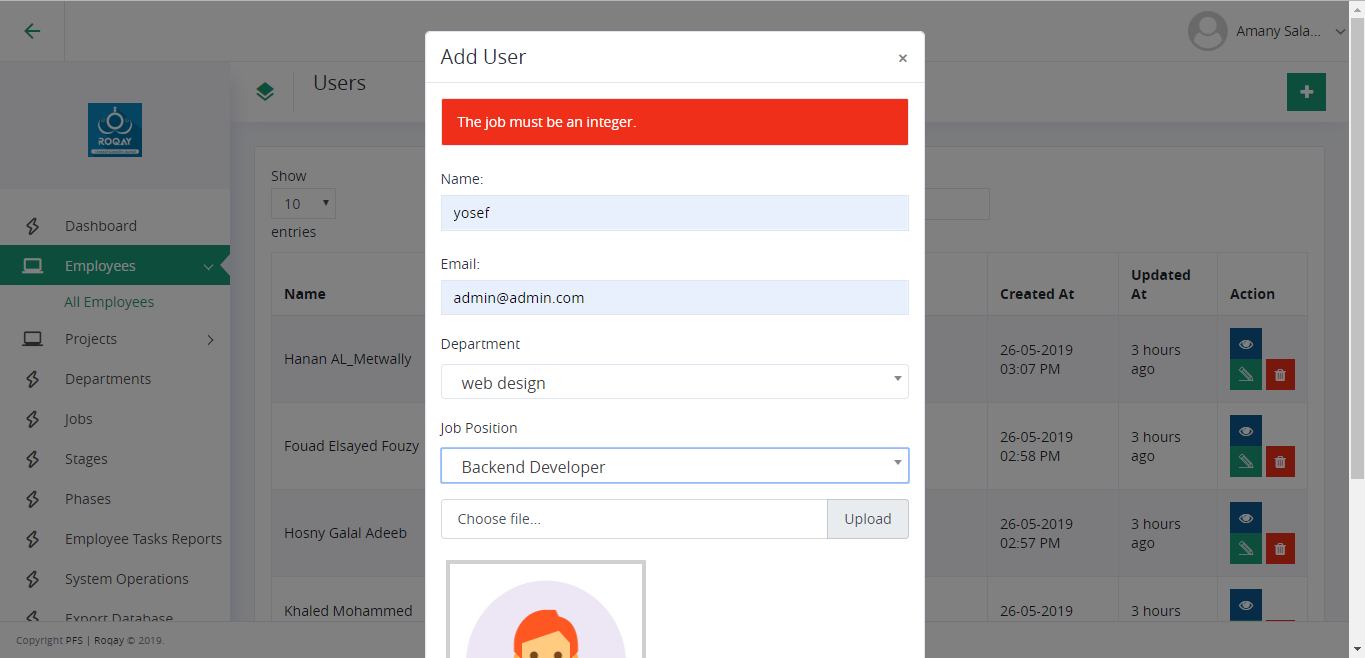 Amany Sala...
Add User
×
Users
The job must be an integer.
ROQAY
Show
10
entries
Name:
yosef
Email:
admin@admin.com
Department
web design
Job Position
Backend Developer
Choose file...
Upload
Dashboard
Employees
All Employees
Projects
Departments
Jobs
Stages
Phases
Employee Tasks Reports
System Operations
Export Database
Name
Created At
Updated
At
Action
Hanan AL_Metwally
26-05-2019
03:07 PM
3 hours
ago
Fouad Elsayed Fouzy
26-05-2019
02:58 PM
3 hours
ago
Hosny Galal Adeeb
26-05-2019
02:57 PM
3 hours
ago
Khaled Mohammed
26-05-2019
3 hours
Copyright PFS | Roqay © 2019.